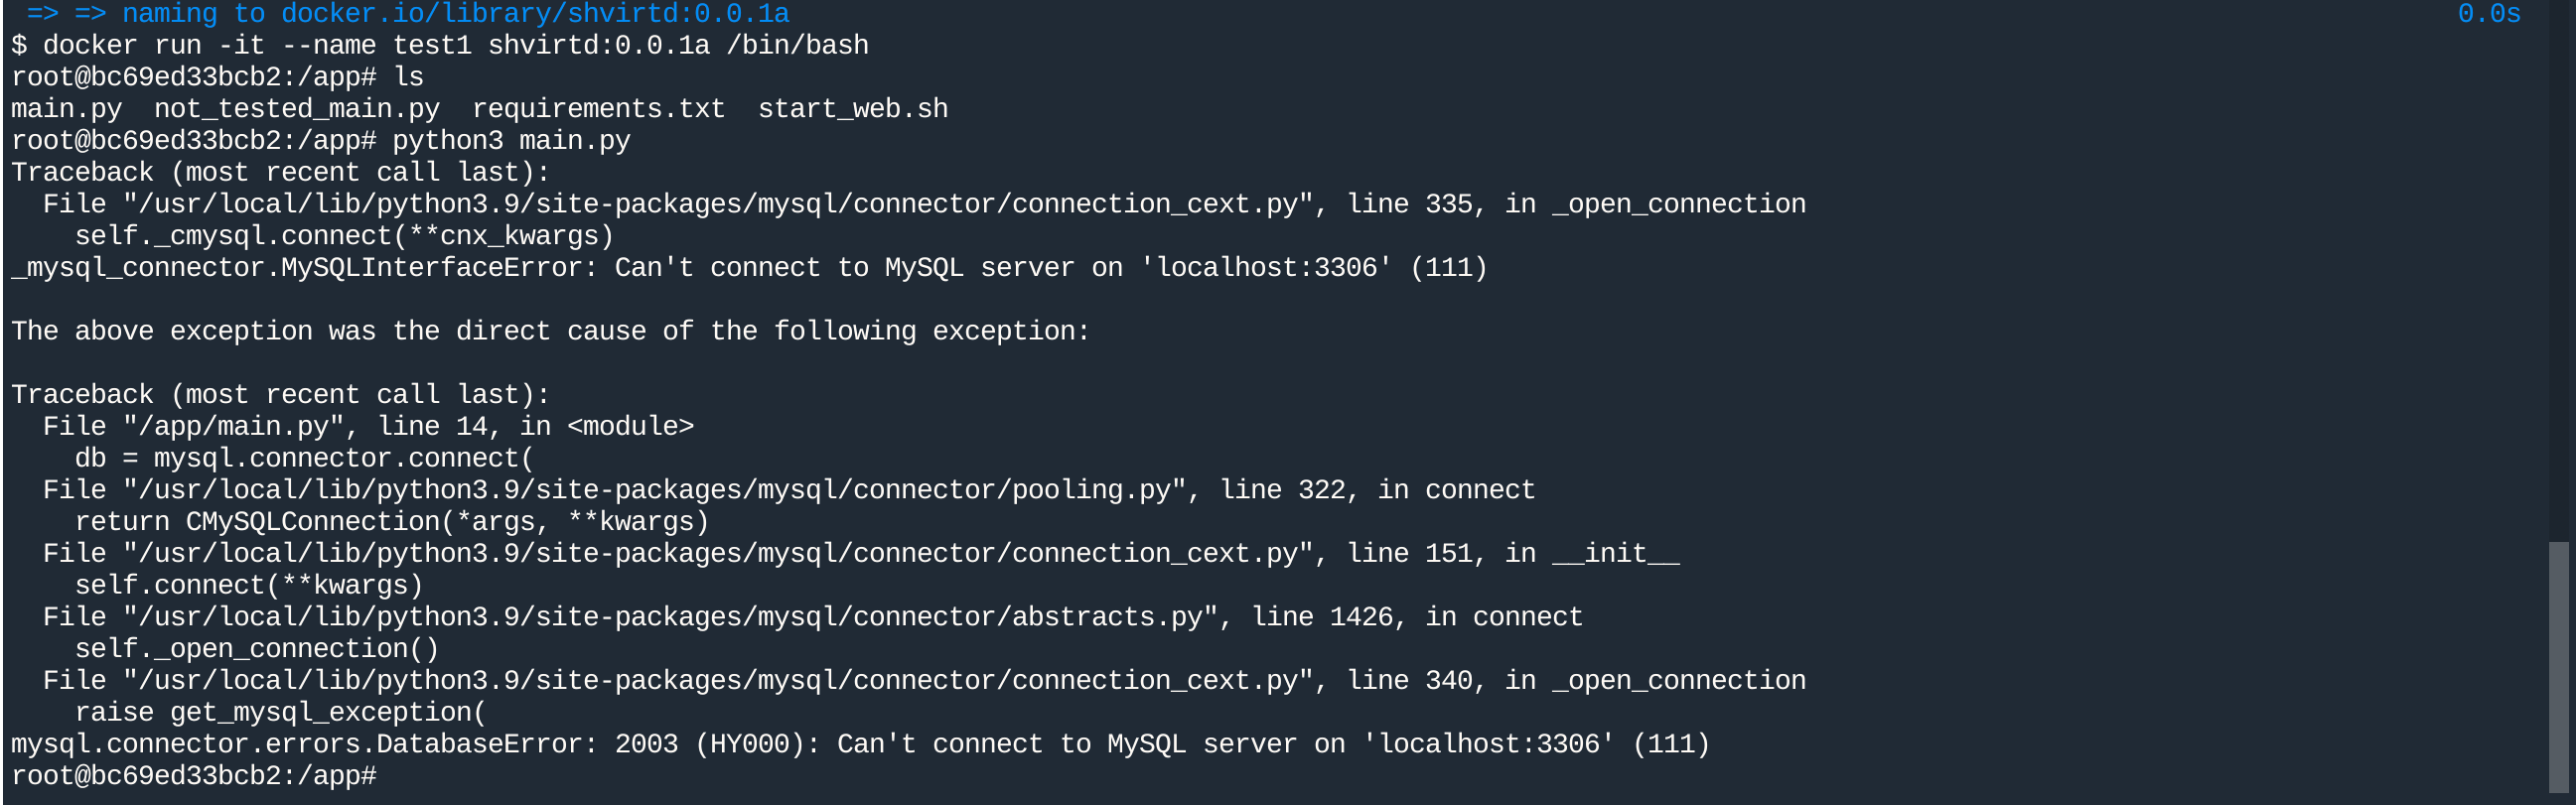 => => naming to docker.io/library/shvirtd:0.0.1a 0.0s
$ docker run -it --name test1 shvirtd:0.0.1a /bin/bash
root@bc69ed33bcb2:/app# ls
main.py  not_tested_main.py  requirements.txt  start_web.sh
root@bc69ed33bcb2:/app# python3 main.py
Traceback (most recent call last):
  File "/usr/local/lib/python3.9/site-packages/mysql/connector/connection_cext.py", line 335, in _open_connection
    self._cmysql.connect(**cnx_kwargs)
_mysql_connector.MySQLInterfaceError: Can't connect to MySQL server on 'localhost:3306' (111)

The above exception was the direct cause of the following exception:

Traceback (most recent call last):
  File "/app/main.py", line 14, in <module>
    db = mysql.connector.connect(
  File "/usr/local/lib/python3.9/site-packages/mysql/connector/pooling.py", line 322, in connect
    return CMySQLConnection(*args, **kwargs)
  File "/usr/local/lib/python3.9/site-packages/mysql/connector/connection_cext.py", line 151, in __init__
    self.connect(**kwargs)
  File "/usr/local/lib/python3.9/site-packages/mysql/connector/abstracts.py", line 1426, in connect
    self._open_connection()
  File "/usr/local/lib/python3.9/site-packages/mysql/connector/connection_cext.py", line 340, in _open_connection
    raise get_mysql_exception(
mysql.connector.errors.DatabaseError: 2003 (HY000): Can't connect to MySQL server on 'localhost:3306' (111)
root@bc69ed33bcb2:/app#